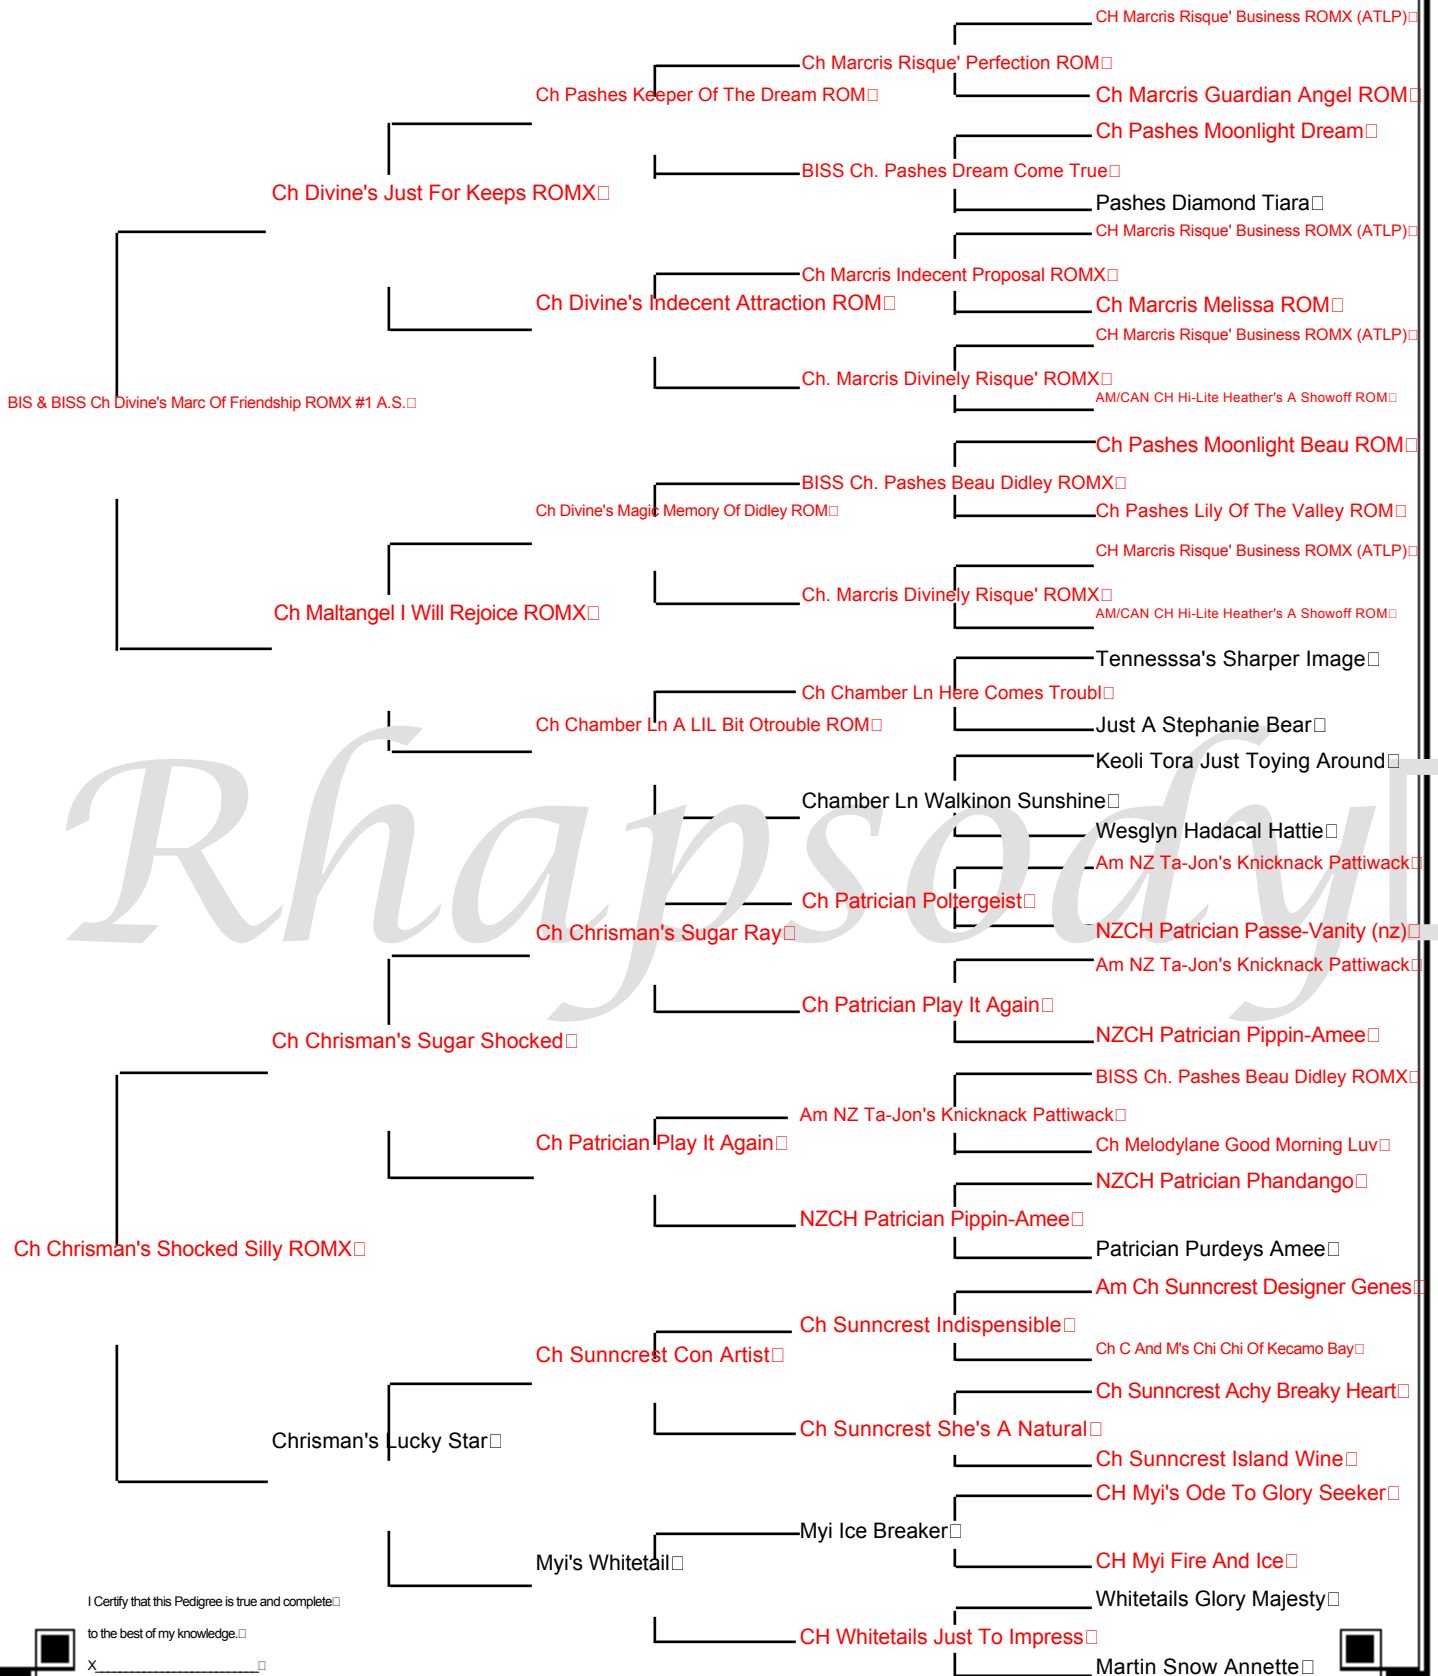 CH Marcris Risque' Business ROMX (ATLP)
Ch Marcris Risque' Perfection ROM
Ch Pashes Keeper Of The Dream ROM
Ch Marcris Guardian Angel ROM
Ch Pashes Moonlight Dream
BISS Ch. Pashes Dream Come True
Ch Divine's Just For Keeps ROMX
Pashes Diamond Tiara
CH Marcris Risque' Business ROMX (ATLP)
Ch Marcris Indecent Proposal ROMX
Ch Divine's Indecent Attraction ROM
Ch Marcris Melissa ROM
CH Marcris Risque' Business ROMX (ATLP)
Ch. Marcris Divinely Risque' ROMX
AM/CAN CH Hi-Lite Heather's A Showoff ROM
BIS & BISS Ch Divine's Marc Of Friendship ROMX #1 A.S.
Ch Pashes Moonlight Beau ROM
BISS Ch. Pashes Beau Didley ROMX
Ch Divine's Magic Memory Of Didley ROM
Ch Pashes Lily Of The Valley ROM
CH Marcris Risque' Business ROMX (ATLP)
Ch. Marcris Divinely Risque' ROMX
Ch Maltangel I Will Rejoice ROMX
AM/CAN CH Hi-Lite Heather's A Showoff ROM
Tennesssa's Sharper Image
Ch Chamber Ln Here Comes Troubl
Ch Chamber Ln A LIL Bit Otrouble ROM
Just A Stephanie Bear
Keoli Tora Just Toying Around
Chamber Ln Walkinon Sunshine
Wesglyn Hadacal Hattie
Rhapsody
Am NZ Ta-Jon's Knicknack Pattiwack
Ch Patrician Poltergeist
Ch Chrisman's Sugar Ray
NZCH Patrician Passe-Vanity (nz)
Am NZ Ta-Jon's Knicknack Pattiwack
Ch Patrician Play It Again
Ch Chrisman's Sugar Shocked
NZCH Patrician Pippin-Amee
BISS Ch. Pashes Beau Didley ROMX
Am NZ Ta-Jon's Knicknack Pattiwack
Ch Patrician Play It Again
Ch Melodylane Good Morning Luv
NZCH Patrician Phandango
NZCH Patrician Pippin-Amee
Ch Chrisman's Shocked Silly ROMX
Patrician Purdeys Amee
Am Ch Sunncrest Designer Genes
Ch Sunncrest Indispensible
Ch Sunncrest Con Artist
Ch C And M's Chi Chi Of Kecamo Bay
Ch Sunncrest Achy Breaky Heart
Ch Sunncrest She's A Natural
Chrisman's Lucky Star
Ch Sunncrest Island Wine
CH Myi's Ode To Glory Seeker
Myi Ice Breaker
Myi's Whitetail
CH Myi Fire And Ice
Whitetails Glory Majesty
CH Whitetails Just To Impress
Martin Snow Annette
I Certify that this Pedigree is true and complete
to the best of my knowledge.
X___________________________